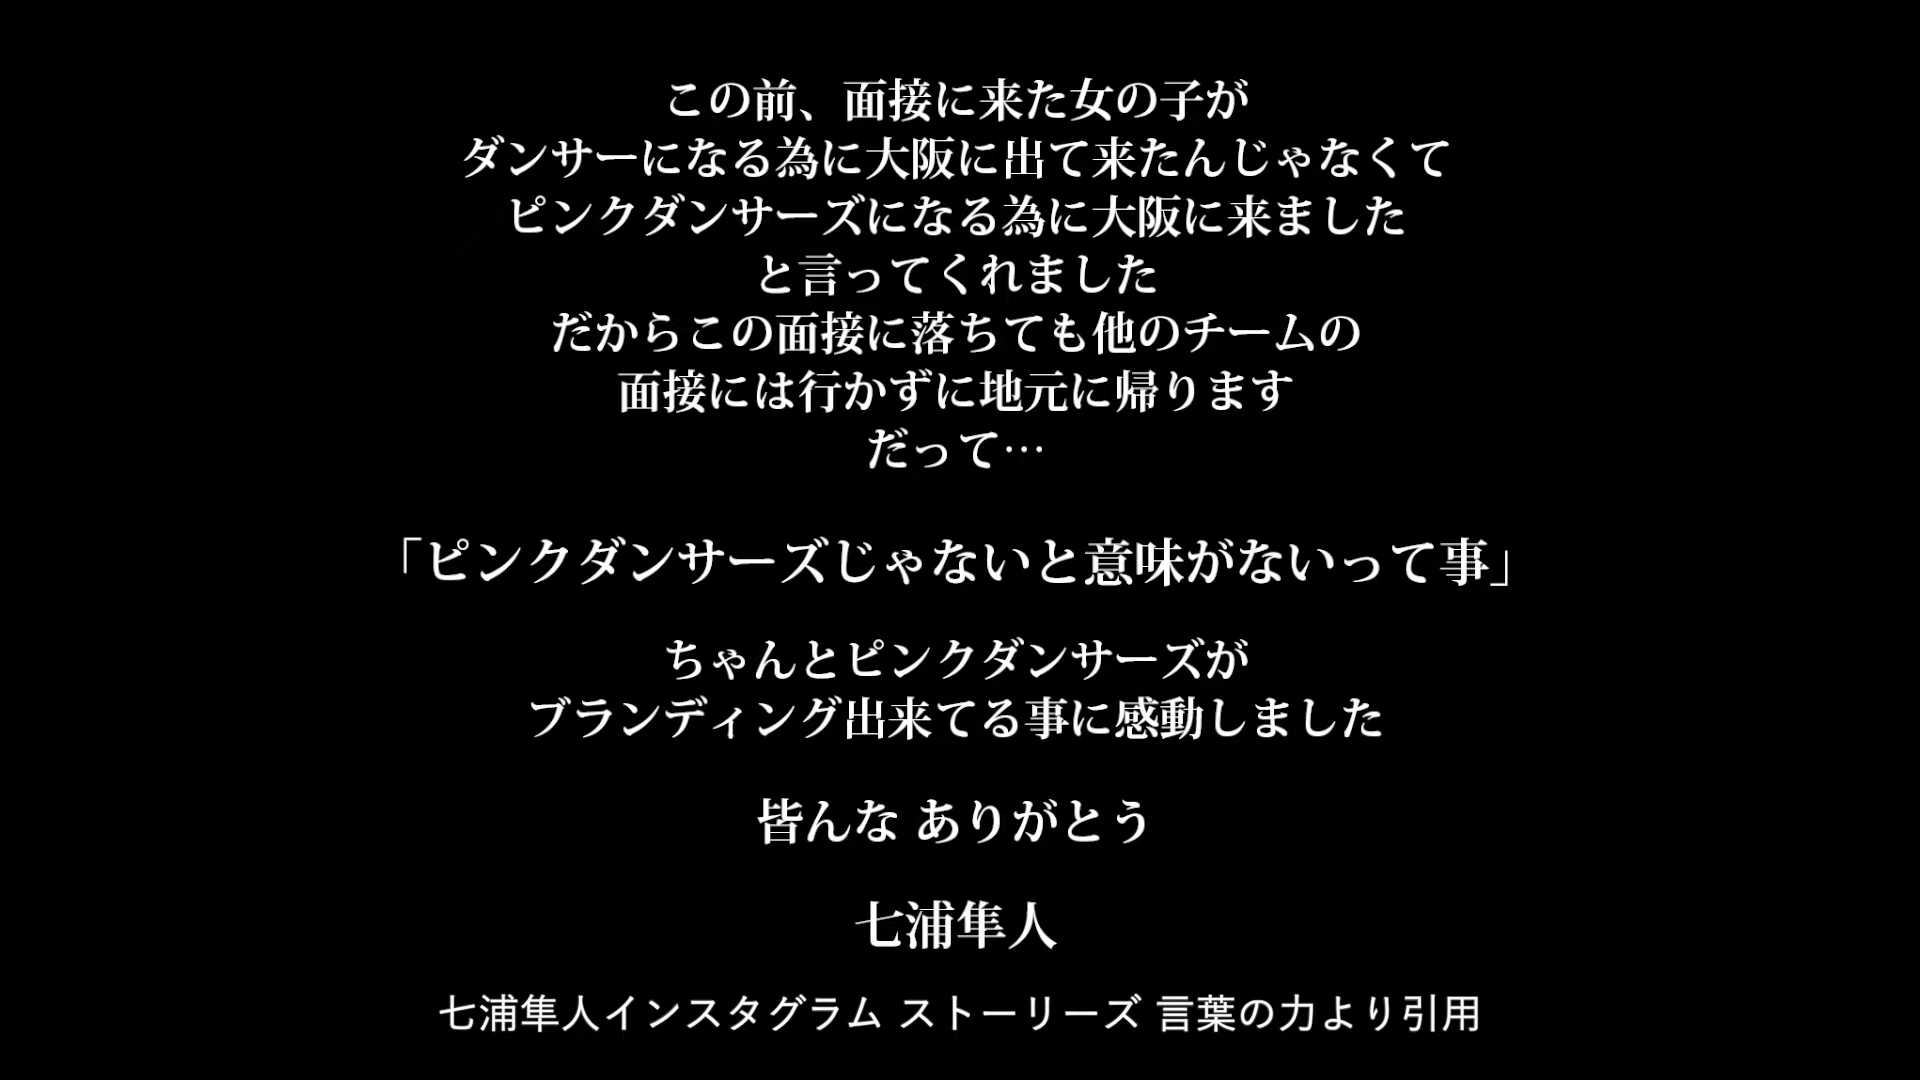 この前、面接に来た女の子が
ダンサーになる為に大阪に出て来たんじゃなくて
ピンクダンサーズになる為に大阪に来ました
と言ってくれました
だからこの面接に落ちても他のチームの
面接には行かずに地元に帰ります
だって…
「ピンクダンサーズじゃないと意味がないって事」
ちゃんとピンクダンサーズが
ブランディング出来てる事に感動しました
皆んな ありがとう
七浦隼人
七浦隼人インスタグラム ストーリーズ 言葉の力より引用